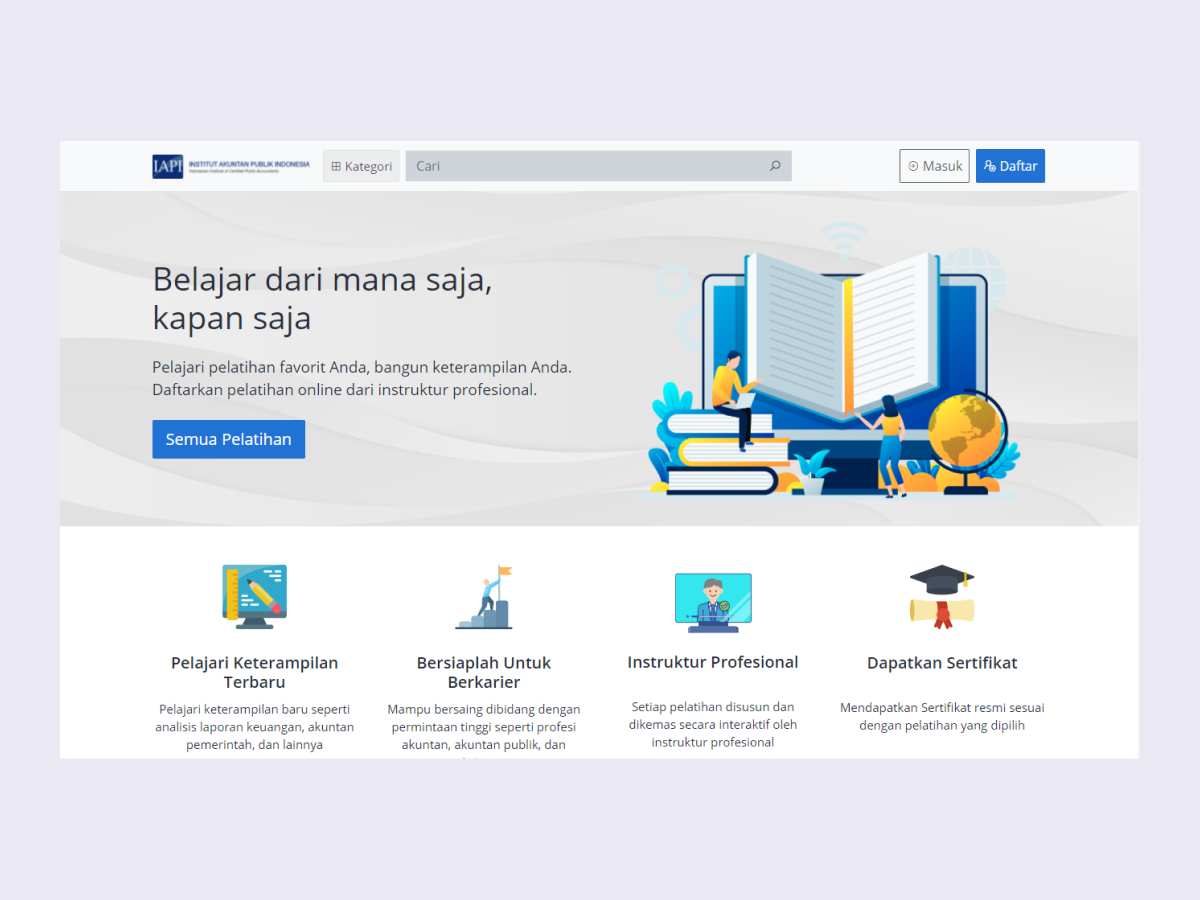 IAPI
INSTITUT AKUNTAN PUBLIK INDONESIA
Indonesian Institute of Certified Public Accountants
Kategori
Cari
Masuk
Daftar
Belajar dari mana saja,
kapan saja
Pelajari pelatihan favorit Anda, bangun keterampilan Anda.
Daftarkan pelatihan online dari instruktur profesional.
Semua Pelatihan
Pelajari Keterampilan
Terbaru
Pelajari keterampilan baru seperti
analisis laporan keuangan, akuntan
pemerintah, dan lainnya
Bersiaplah Untuk
Berkarier
Mampu bersaing dibidang dengan
permintaan tinggi seperti profesi
akuntan, akuntan publik, dan
Instruktur Profesional
Setiap pelatihan disusun dan
dikemas secara interaktif oleh
instruktur profesional
Dapatkan Sertifikat
Mendapatkan Sertifikat resmi sesuai
dengan pelatihan yang dipilih